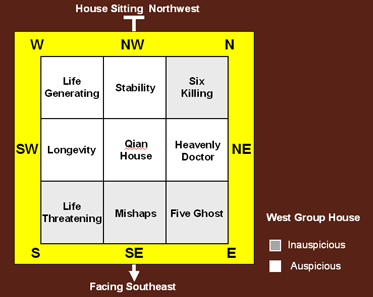 House Sitting Northwest
W NW N
Life Generating
Stability
Six Killing
SW
Longevity
Qian House
Heavenly Doctor
NE
Life Threatening
Mishaps
Five Ghost
S SE E
Facing Southeast
West Group House
Inauspicious
Auspicious